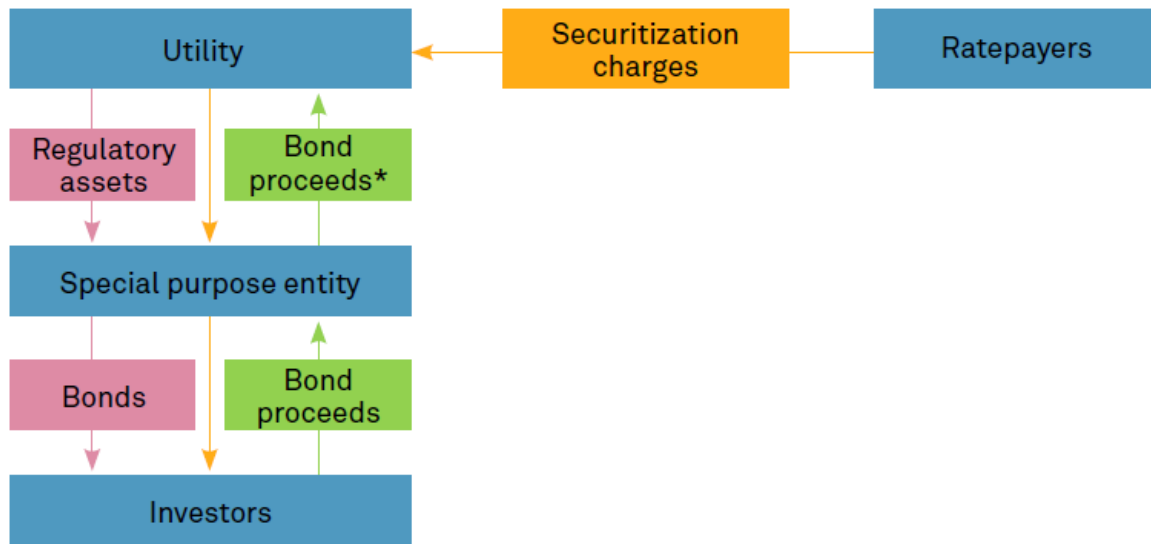 Utility
Securitization
charges
Ratepayers
Regulatory
assets
Bond
proceeds*
Special purpose entity
Bonds
Bond
proceeds
Investors